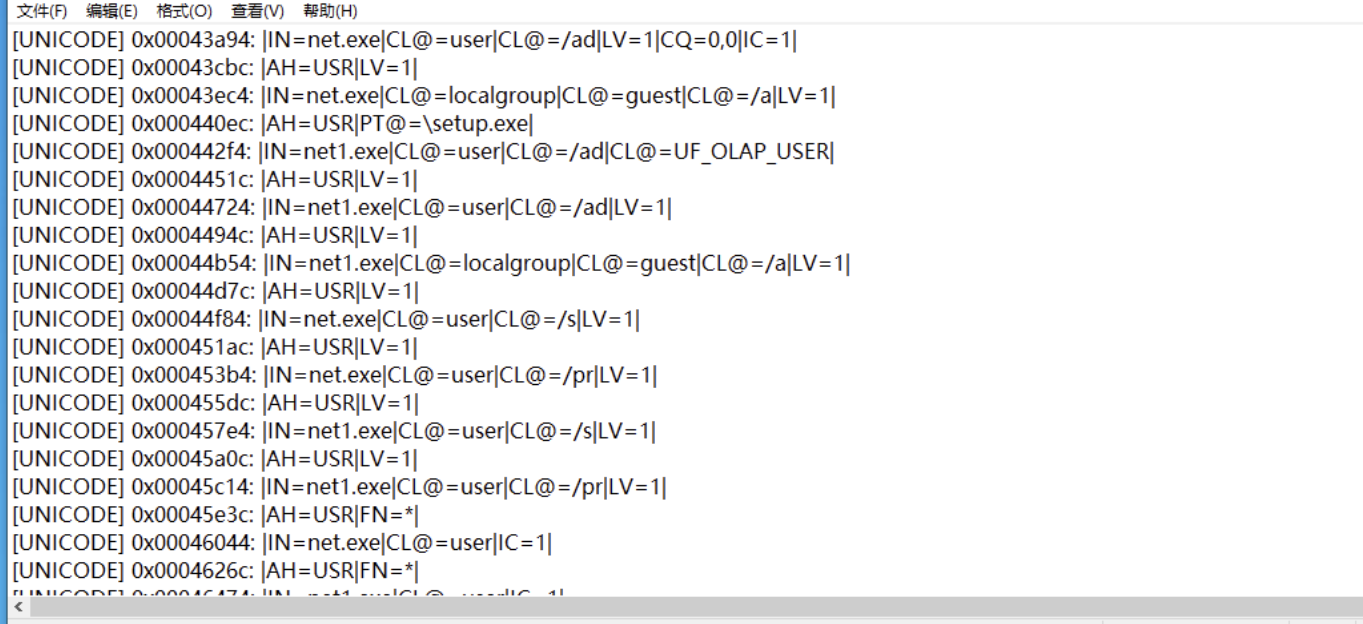 文件(F) 编辑(E) 格式(O) 查看(V) 帮助(H)
[UNICODE] 0x00043a94: |IN=net.exe|CL@=user|CL@=/ad|LV=1|CQ=0,0|IC=1|
[UNICODE] 0x00043cbc: |AH=USR|LV=1|
[UNICODE] 0x00043ec4: |IN=net.exe|CL@=localgroup|CL@=guest|CL@=/a|LV=1|
[UNICODE] 0x000440ec: |AH=USR|PT@=\setup.exe|
[UNICODE] 0x000442f4: |IN=net1.exe|CL@=user|CL@=/ad|CL@=UF_OLAP_USER|
[UNICODE] 0x0004451c: |AH=USR|LV=1|
[UNICODE] 0x00044724: |IN=net1.exe|CL@=user|CL@=/ad|LV=1|
[UNICODE] 0x0004494c: |AH=USR|LV=1|
[UNICODE] 0x00044b54: |IN=net1.exe|CL@=localgroup|CL@=guest|CL@=/a|LV=1|
[UNICODE] 0x00044d7c: |AH=USR|LV=1|
[UNICODE] 0x00044f84: |IN=net.exe|CL@=user|CL@=/s|LV=1|
[UNICODE] 0x000451ac: |AH=USR|LV=1|
[UNICODE] 0x000453b4: |IN=net.exe|CL@=user|CL@=/pr|LV=1|
[UNICODE] 0x000455dc: |AH=USR|LV=1|
[UNICODE] 0x000457e4: |IN=net1.exe|CL@=user|CL@=/s|LV=1|
[UNICODE] 0x00045a0c: |AH=USR|LV=1|
[UNICODE] 0x00045c14: |IN=net1.exe|CL@=user|CL@=/pr|LV=1|
[UNICODE] 0x00045e3c: |AH=USR|FN=*|
[UNICODE] 0x00046044: |IN=net.exe|CL@=user|IC=1|
[UNICODE] 0x0004626c: |AH=USR|FN=*|